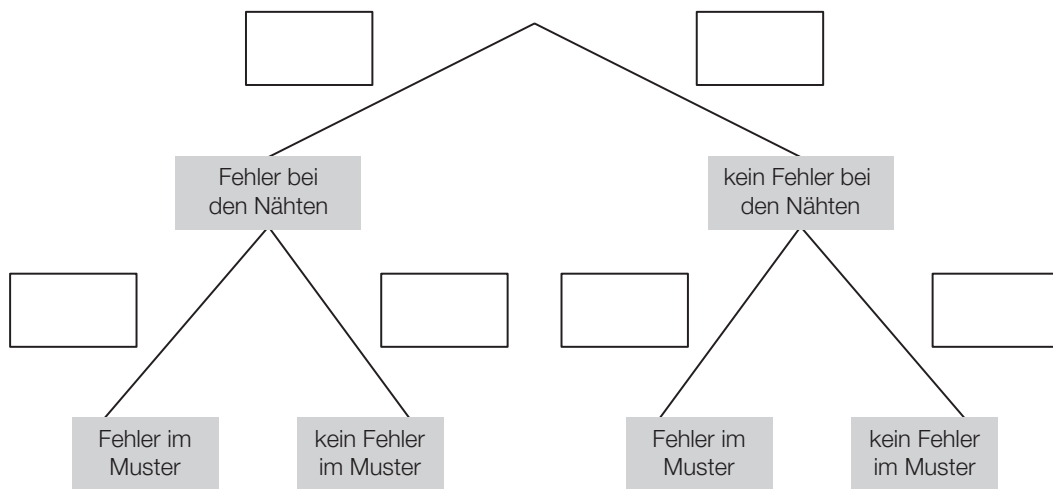 Fehler bei
den Nähten
kein Fehler bei
den Nähten
Fehler im
Muster
kein Fehler
im Muster
Fehler im
Muster
kein Fehler
im Muster